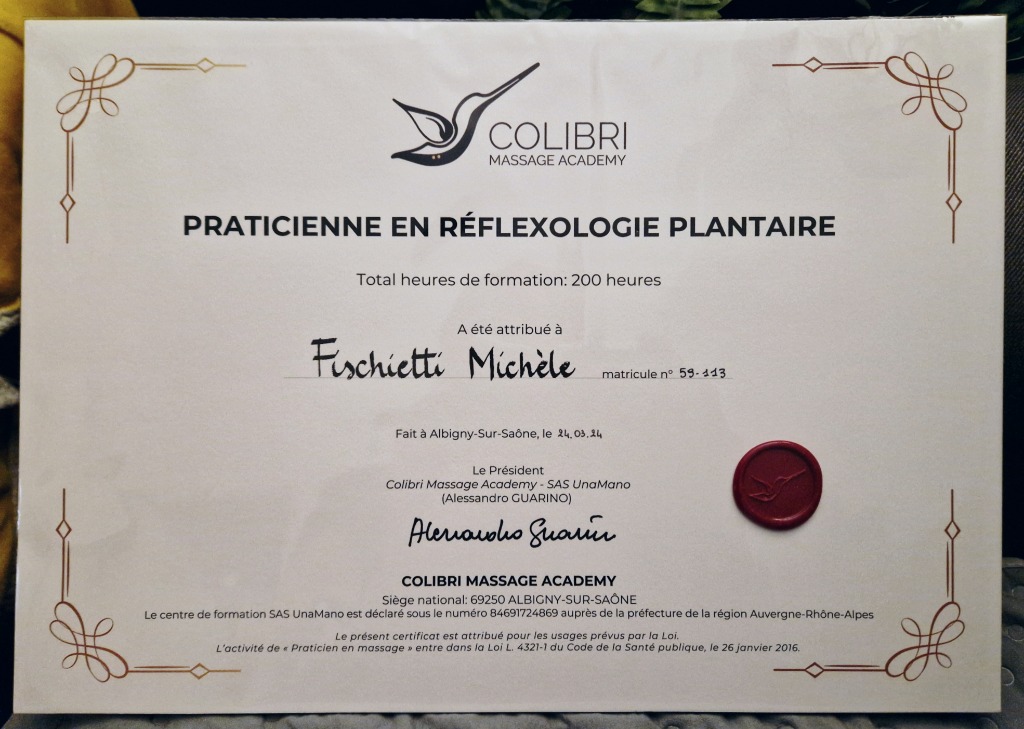 COLIBRI
MASSAGE ACADEMY
PRATICIENNE EN RÉFLEXOLOGIE PLANTAIRE
Total heures de formation: 200 heures
A été attribué à
Fischietti Michèle matricule n° 59-113
Fait à Albigny-Sur-Saône, le 24.03.24
Le Président
Colibri Massage Academy - SAS UnaMano
(Alessandro GUARINO)
Alessandro Guarino
COLIBRI MASSAGE ACADEMY
Siège national: 69250 ALBIGNY-SUR-SAÔNE
Le centre de formation SAS UnaMano est déclaré sous le numéro 84691724869 auprès de la préfecture de la région Auvergne-Rhône-Alpes
Le présent certificat est attribué pour les usages prévus par la Loi.
L'activité de « Praticien en massage » entre dans la Loi L. 4321-1 du Code de la Santé publique, le 26 janvier 2016.